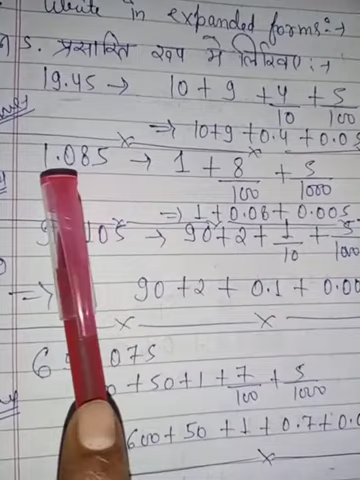 Write in expanded forms:→
5. प्रसारित रूप में लिखिए:→
19.45 → 10 + 9 + 4/10 + 5/100
⇒ 10+9 +0.4 + 0.05
1.085 → 1 + 8/100 + 5/1000
⇒ 1 + 0.08 + 0.005
105 → 90+2 + 1/10 + 5/1000
⇒ 90+2 + 0.1 + 0.00
075
+50+1 + 7/100 + 5/1000
600+ 50 + 1 + 0.7+0.0